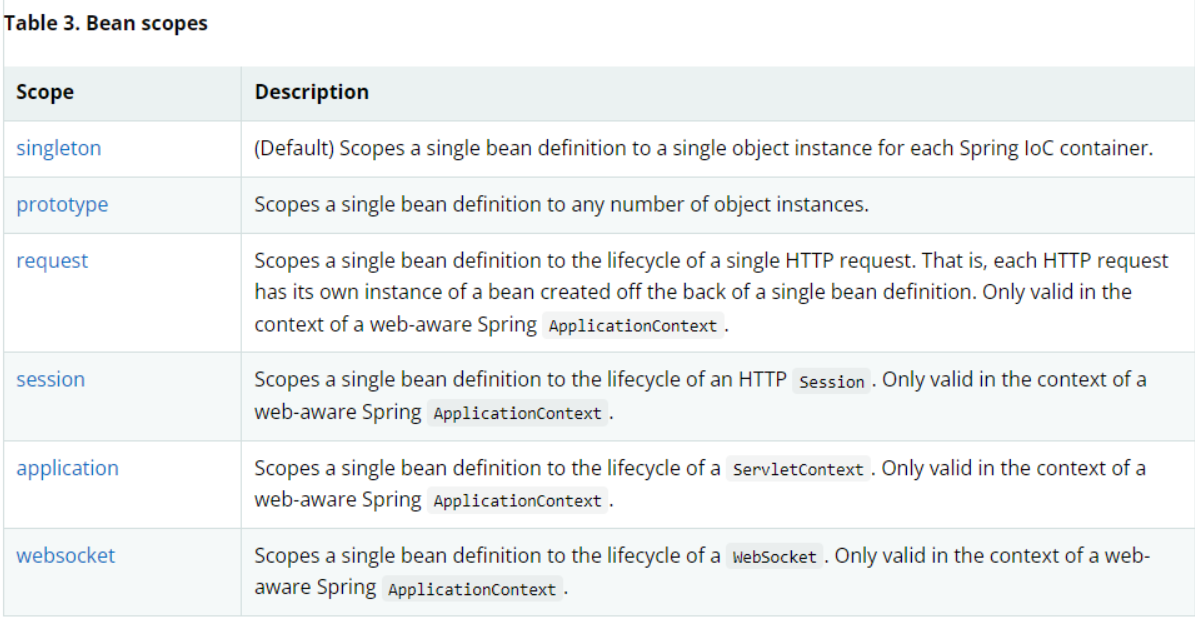 Table 3. Bean scopes
Scope Description
singleton (Default) Scopes a single bean definition to a single object instance for each Spring IoC container.
prototype Scopes a single bean definition to any number of object instances.
request Scopes a single bean definition to the lifecycle of a single HTTP request. That is, each HTTP request
has its own instance of a bean created off the back of a single bean definition. Only valid in the
context of a web-aware Spring ApplicationContext .
session Scopes a single bean definition to the lifecycle of an HTTP Session . Only valid in the context of a
web-aware Spring ApplicationContext .
application Scopes a single bean definition to the lifecycle of a ServletContext . Only valid in the context of a
web-aware Spring ApplicationContext .
websocket Scopes a single bean definition to the lifecycle of a WebSocket . Only valid in the context of a web-
aware Spring ApplicationContext .